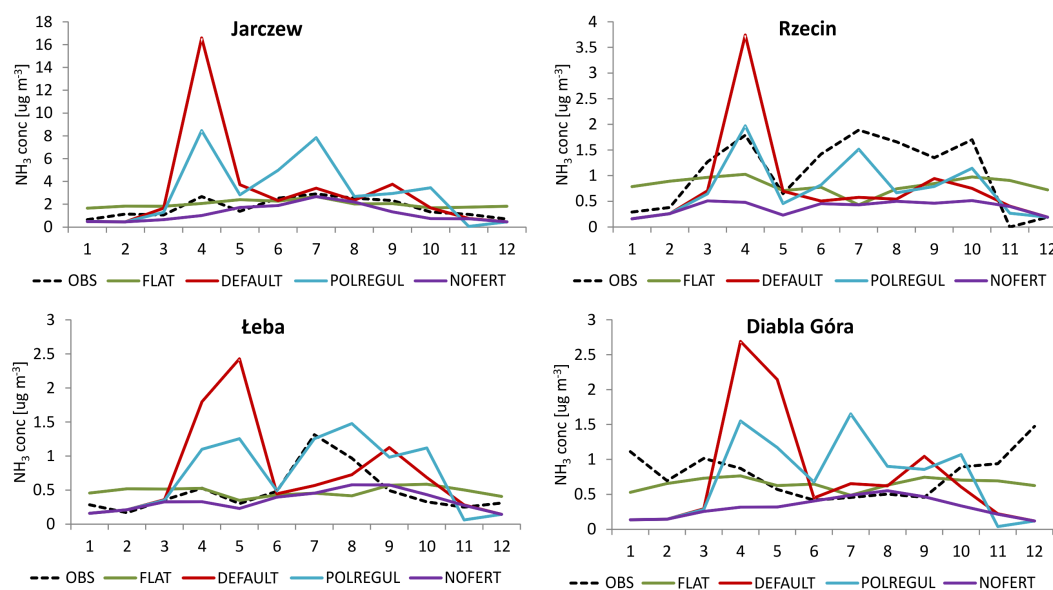 Jarczew
NH3 conc [ug m-3]
18
16
14
12
10
8
6
4
2
0
1 2 3 4 5 6 7 8 9 10 11 12
OBS FLAT DEFAULT POLREGUL NOFERT
Rzecin
NH3 conc [ug m-3]
4
3.5
3
2.5
2
1.5
1
0.5
0
1 2 3 4 5 6 7 8 9 10 11 12
OBS FLAT DEFAULT POLREGUL NOFERT
Łeba
NH3 conc [ug m-3]
3
2.5
2
1.5
1
0.5
0
1 2 3 4 5 6 7 8 9 10 11 12
OBS FLAT DEFAULT POLREGUL NOFERT
Diabla Góra
NH3 conc [ug m-3]
3
2.5
2
1.5
1
0.5
0
1 2 3 4 5 6 7 8 9 10 11 12
OBS FLAT DEFAULT POLREGUL NOFERT